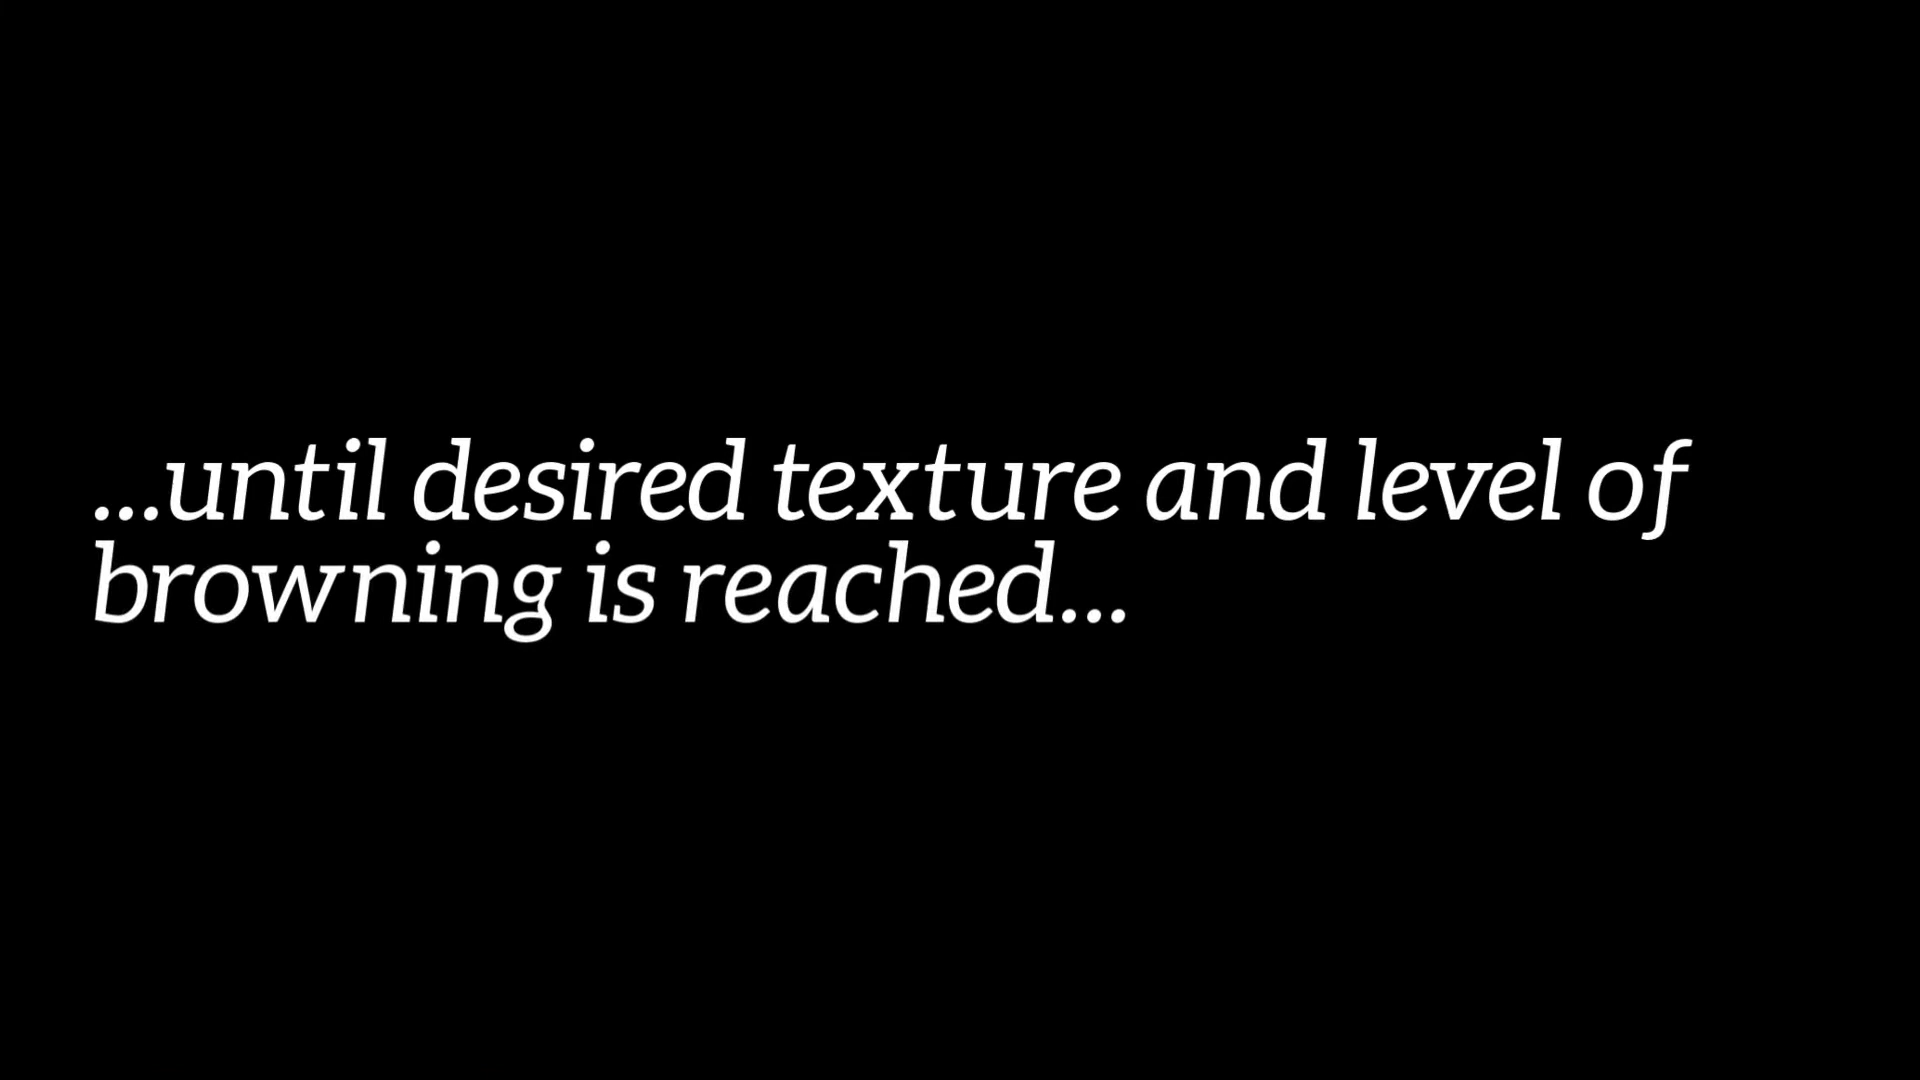 ...until desired texture and level of
browning is reached...